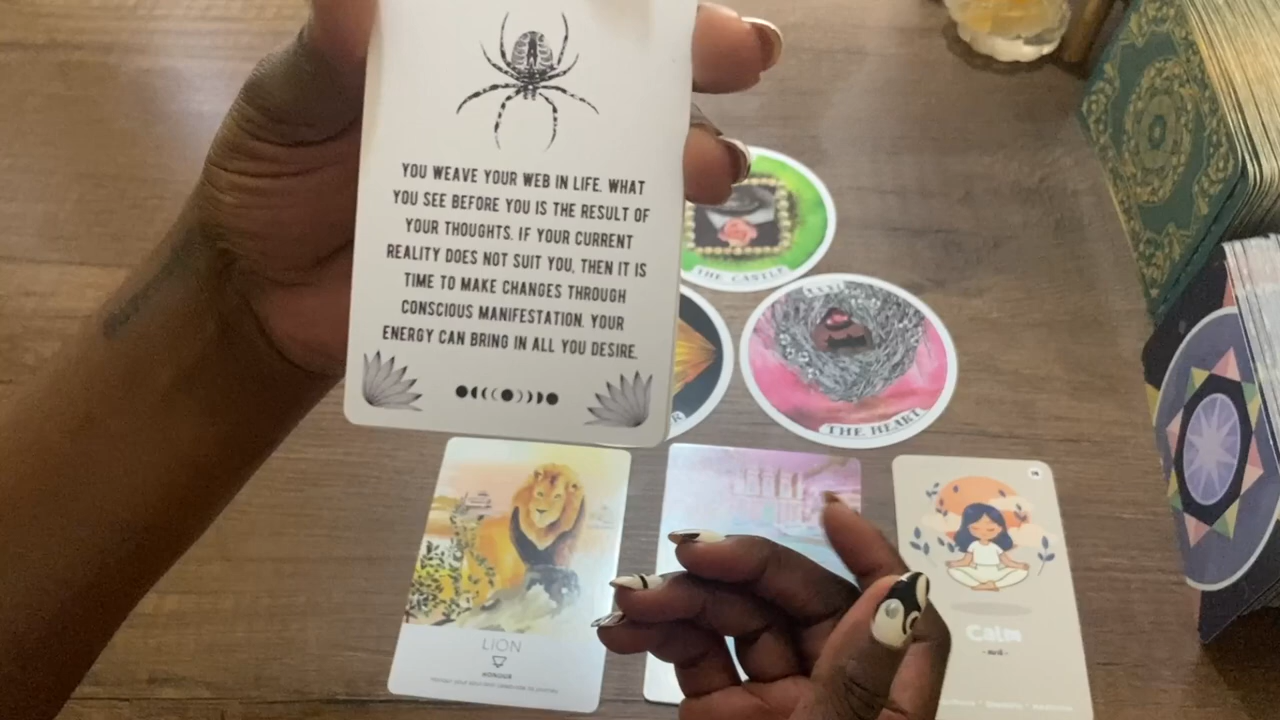 YOU WEAVE YOUR WEB IN LIFE. WHAT
YOU SEE BEFORE YOU IS THE RESULT OF
YOUR THOUGHTS. IF YOUR CURRENT
REALITY DOES NOT SUIT YOU, THEN IT IS
TIME TO MAKE CHANGES THROUGH
CONSCIOUS MANIFESTATION. YOUR
ENERGY CAN BRING IN ALL YOU DESIRE.
THE CASTLE
THE HEART
LION
HONOUR
Calm